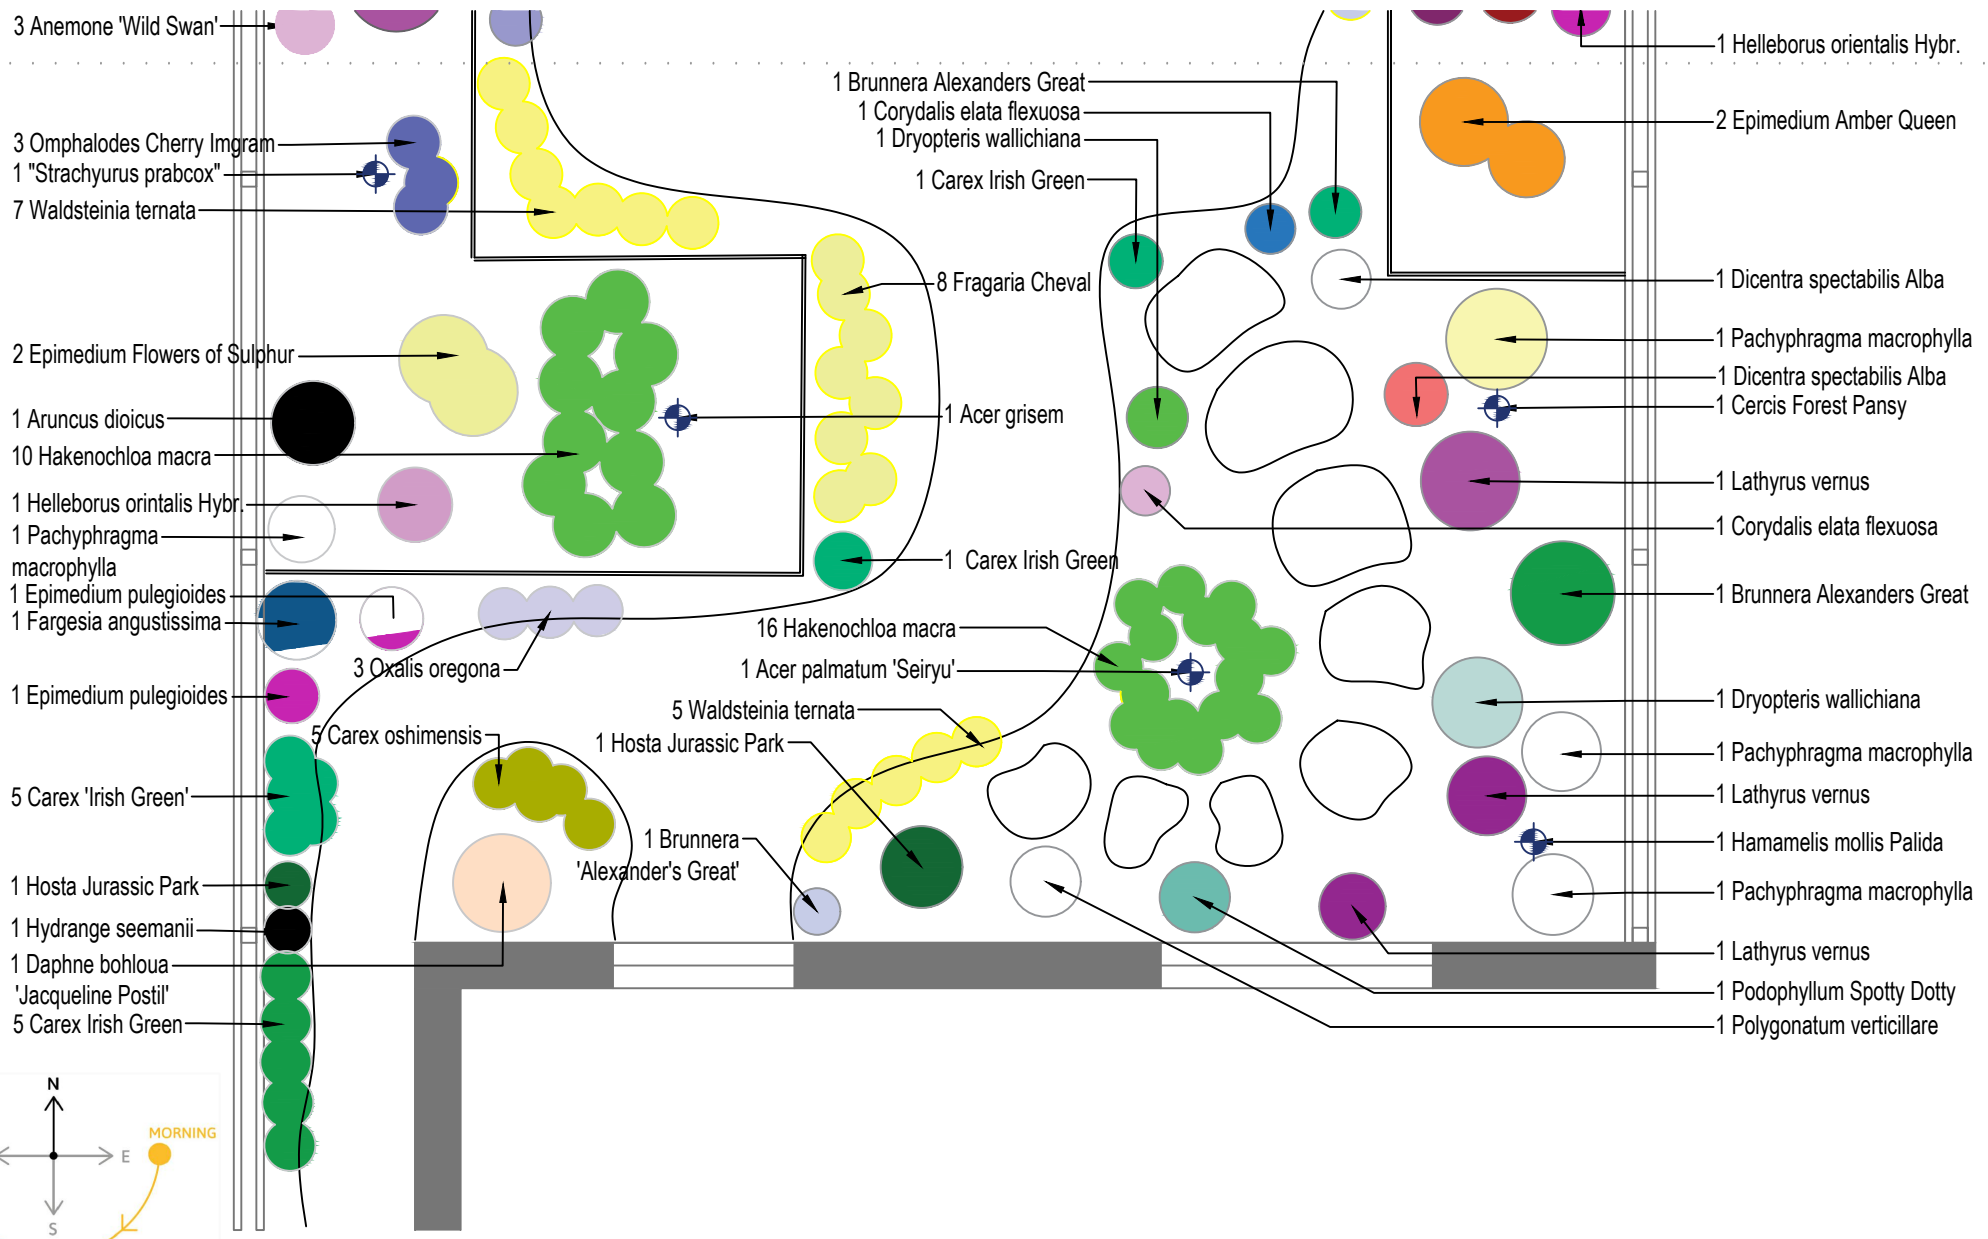 3 Anemone 'Wild Swan'
3 Omphalodes Cherry Imgram
1 "Strachyurus prabcox"
7 Waldsteinia ternata
2 Epimedium Flowers of Sulphur
1 Aruncus dioicus
10 Hakenochloa macra
1 Helleborus orintalis Hybr.
1 Pachyphragma
macrophylla
1 Epimedium pulegioides
1 Fargesia angustissima
3 Oxalis oregona
1 Epimedium pulegioides
5 Carex oshimensis
5 Carex 'Irish Green'
1 Hosta Jurassic Park
1 Hydrange seemanii
1 Daphne bohloua
'Jacqueline Postil'
5 Carex Irish Green
1 Brunnera Alexanders Great
1 Corydalis elata flexuosa
1 Dryopteris wallichiana
1 Carex Irish Green
8 Fragaria Cheval
1 Acer grisem
1 Carex Irish Green
16 Hakenochloa macra
1 Acer palmatum 'Seiryu'
5 Waldsteinia ternata
1 Hosta Jurassic Park
1 Brunnera
'Alexander's Great'
1 Helleborus orientalis Hybr.
2 Epimedium Amber Queen
1 Dicentra spectabilis Alba
1 Pachyphragma macrophylla
1 Dicentra spectabilis Alba
1 Cercis Forest Pansy
1 Lathyrus vernus
1 Corydalis elata flexuosa
1 Brunnera Alexanders Great
1 Dryopteris wallichiana
1 Pachyphragma macrophylla
1 Lathyrus vernus
1 Hamamelis mollis Palida
1 Pachyphragma macrophylla
1 Lathyrus vernus
1 Podophyllum Spotty Dotty
1 Polygonatum verticillare
N
MORNING
E
S